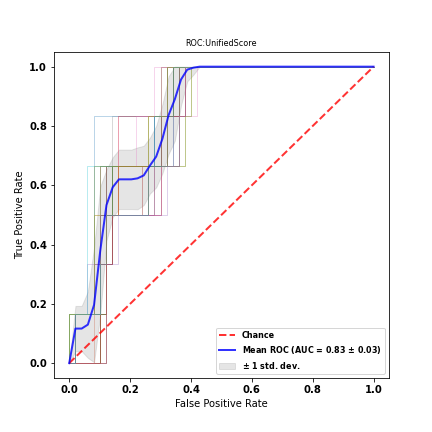 ROC:UnifiedScore
1.0
0.8
0.6
0.4
0.2
0.0
True Positive Rate
Chance
Mean ROC (AUC = 0.83 ± 0.03)
± 1 std. dev.
0.0 0.2 0.4 0.6 0.8 1.0
False Positive Rate